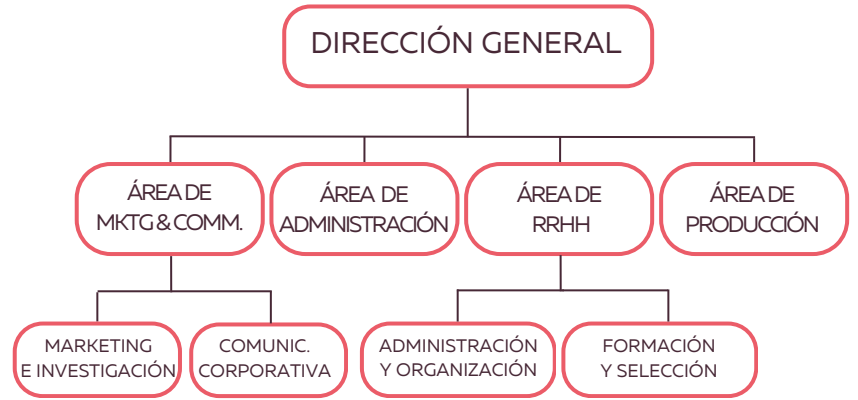 DIRECCIÓN GENERAL
ÁREA DE
MKTG & COMM.
ÁREA DE
ADMINISTRACIÓN
ÁREA DE
RRHH
ÁREA DE
PRODUCCIÓN
MARKETING
E INVESTIGACIÓN
COMUNIC.
CORPORATIVA
ADMINISTRACIÓN
Y ORGANIZACIÓN
FORMACIÓN
Y SELECCIÓN